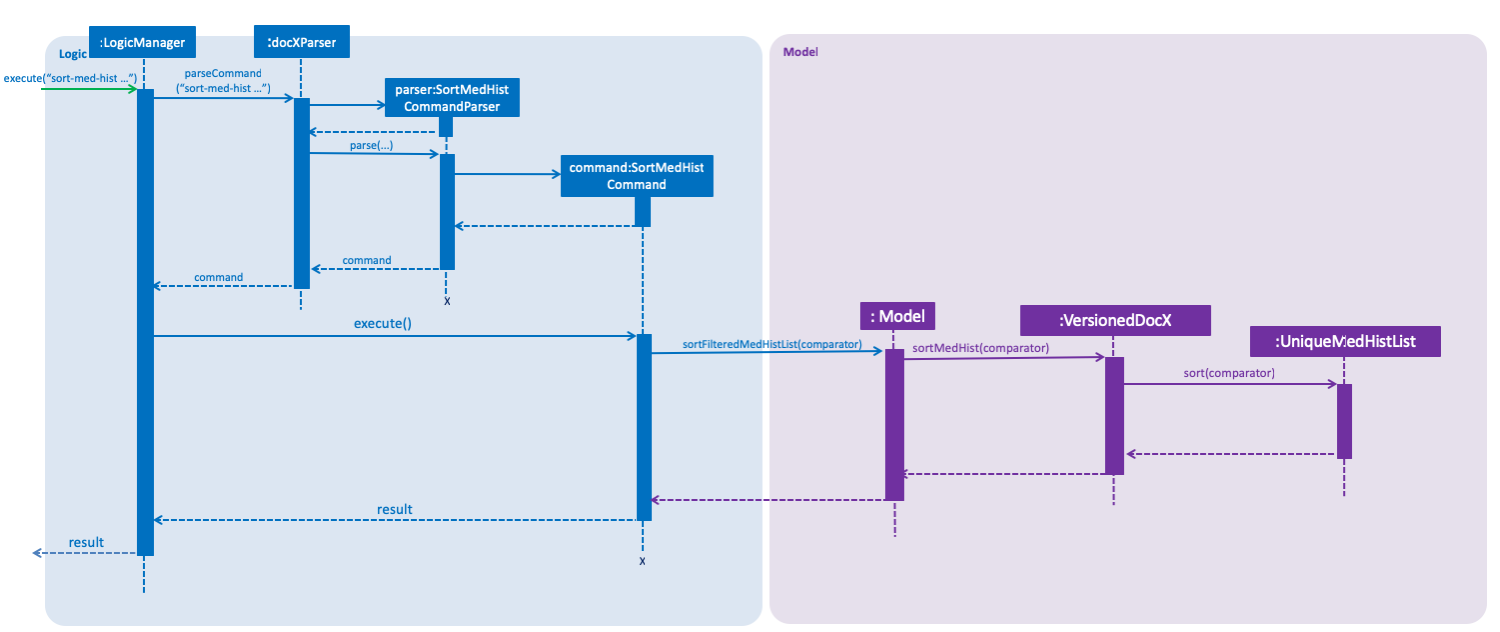 :LogicManager
:docXParser
Logic
Model
execute(“sort-med-hist ...”)
parseCommand
(“sort-med-hist ...”)
parser:SortMedHist
CommandParser
parse(...)
command:SortMedHist
Command
command
command
X
execute()
: Model
:VersionedDocX
:UniqueMedHistList
sortFilteredMedHistList(comparator)
sortMedHist(comparator)
sort(comparator)
result
result
X